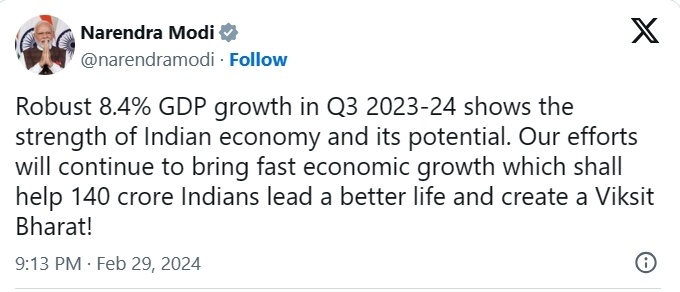 Narendra Modi
@narendramodi · Follow
Robust 8.4% GDP growth in Q3 2023-24 shows the
strength of Indian economy and its potential. Our efforts
will continue to bring fast economic growth which shall
help 140 crore Indians lead a better life and create a Viksit
Bharat!
9:13 PM · Feb 29, 2024